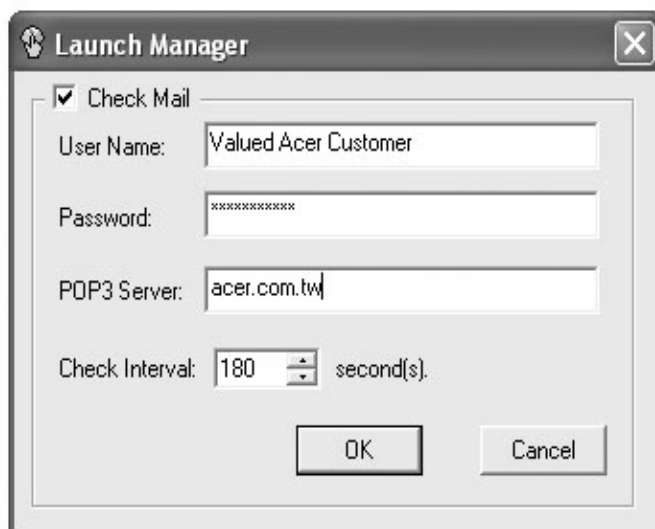 Launch Manager
Check Mail
User Name: Valued Acer Customer
Password: ***********
POP3 Server: acer.com.tw
Check Interval: 180 second(s).
OK Cancel